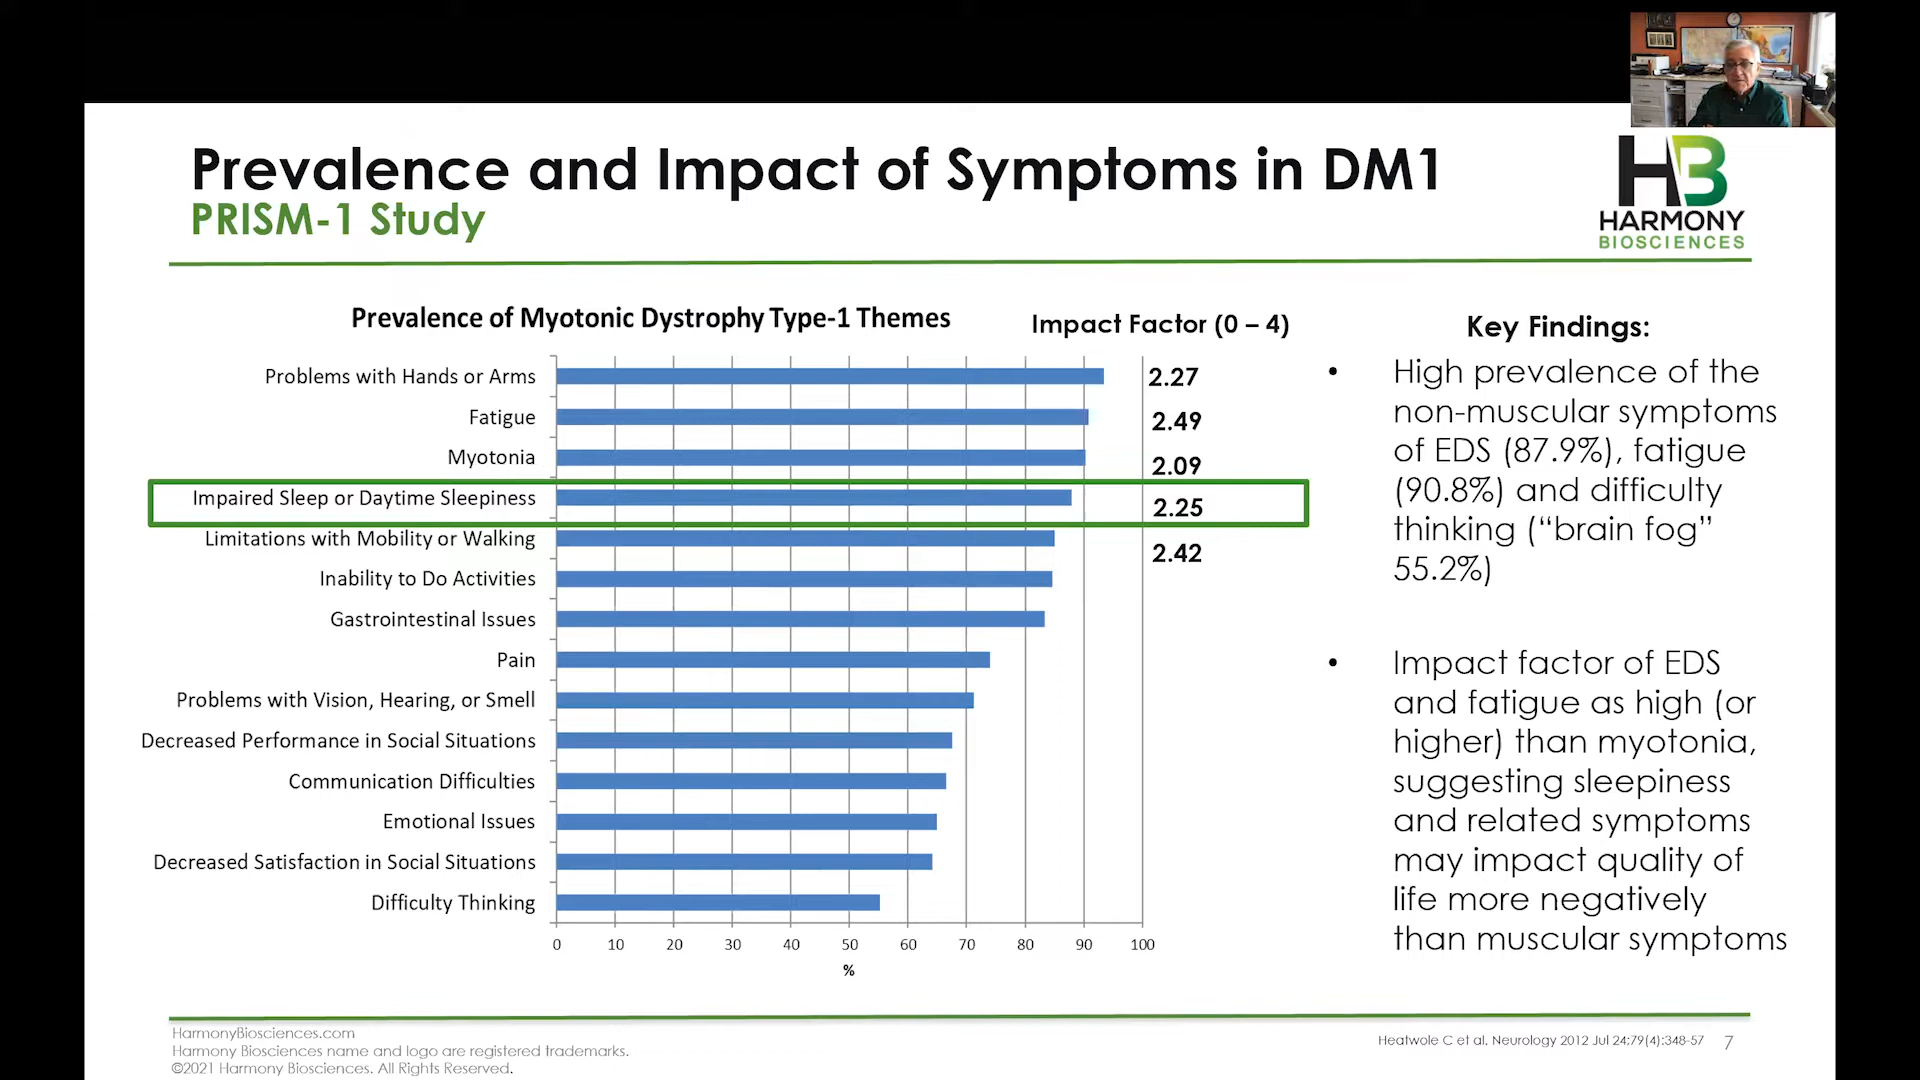 Prevalence and Impact of Symptoms in DM1
PRISM-1 Study
HB
HARMONY
BIOSCIENCES
Prevalence of Myotonic Dystrophy Type-1 Themes
Impact Factor (0 – 4)
Problems with Hands or Arms
2.27
Fatigue
2.49
Myotonia
2.09
Impaired Sleep or Daytime Sleepiness
2.25
Limitations with Mobility or Walking
2.42
Inability to Do Activities
Gastrointestinal Issues
Pain
Problems with Vision, Hearing, or Smell
Decreased Performance in Social Situations
Communication Difficulties
Emotional Issues
Decreased Satisfaction in Social Situations
Difficulty Thinking
0 10 20 30 40 50 60 70 80 90 100
%
Key Findings:
• High prevalence of the
non-muscular symptoms
of EDS (87.9%), fatigue
(90.8%) and difficulty
thinking (“brain fog”
55.2%)
• Impact factor of EDS
and fatigue as high (or
higher) than myotonia,
suggesting sleepiness
and related symptoms
may impact quality of
life more negatively
than muscular symptoms
HarmonyBiosciences.com
Harmony Biosciences name and logo are registered trademarks.
©2021 Harmony Biosciences. All Rights Reserved.
Heatwole C et al. Neurology 2012 Jul 24;79(4):348-57
7